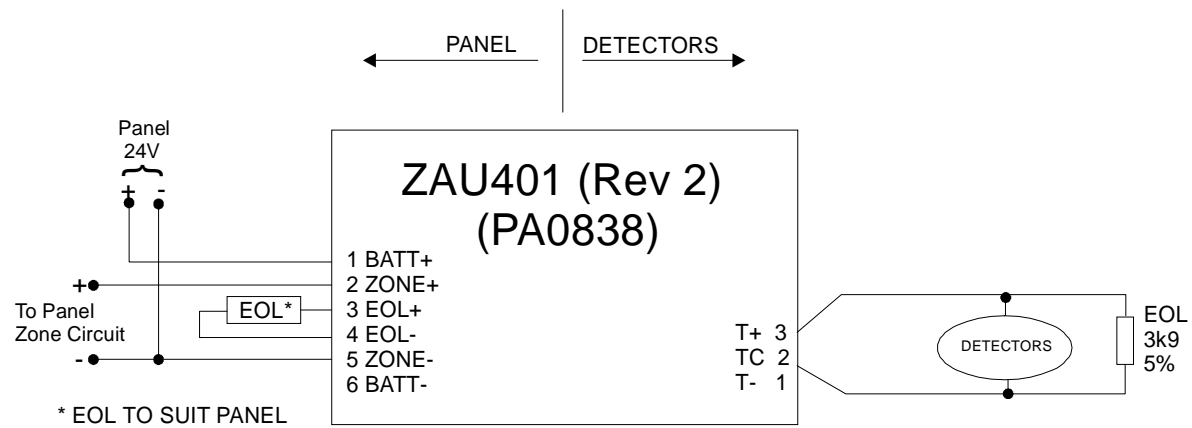 PANEL
DETECTORS
Panel
24V
+ -
ZAU401 (Rev 2)
(PA0838)
1 BATT+
2 ZONE+
3 EOL+
4 EOL-
5 ZONE-
6 BATT-
+
To Panel
Zone Circuit
-
EOL*
T+ 3
TC 2
T- 1
DETECTORS
EOL
3k9
5%
* EOL TO SUIT PANEL